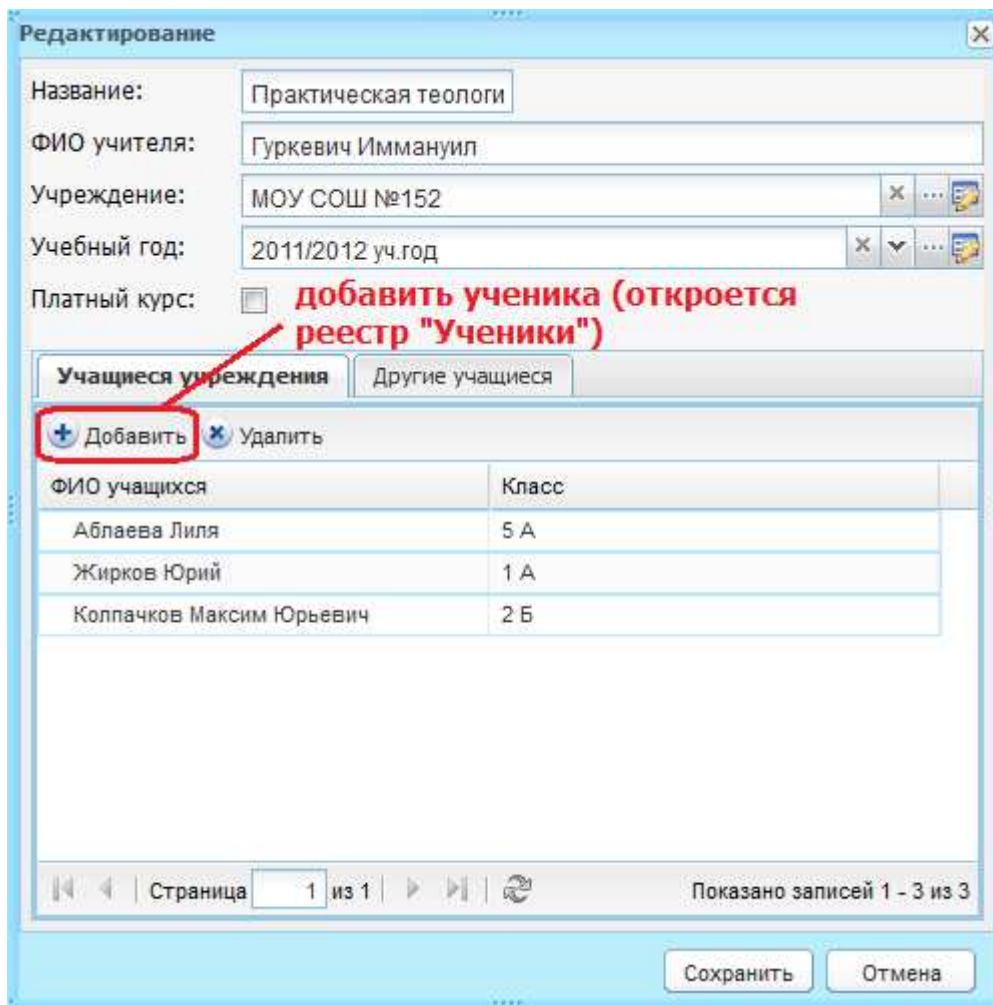 Редактирование
Название: Практическая теологи
ФИО учителя: Гуркевич Иммануил
Учреждение: МОУ СОШ №152
Учебный год: 2011/2012 уч.год
Платный курс:
добавить ученика (откроется
реестр "Ученики")
Учащиеся учреждения Другие учащиеся
Добавить Удалить
ФИО учащихся Класс
Аблаева Лиля 5 А
Жирков Юрий 1 А
Колпачков Максим Юрьевич 2 Б
Страница 1 из 1 Показано записей 1 - 3 из 3
Сохранить Отмена